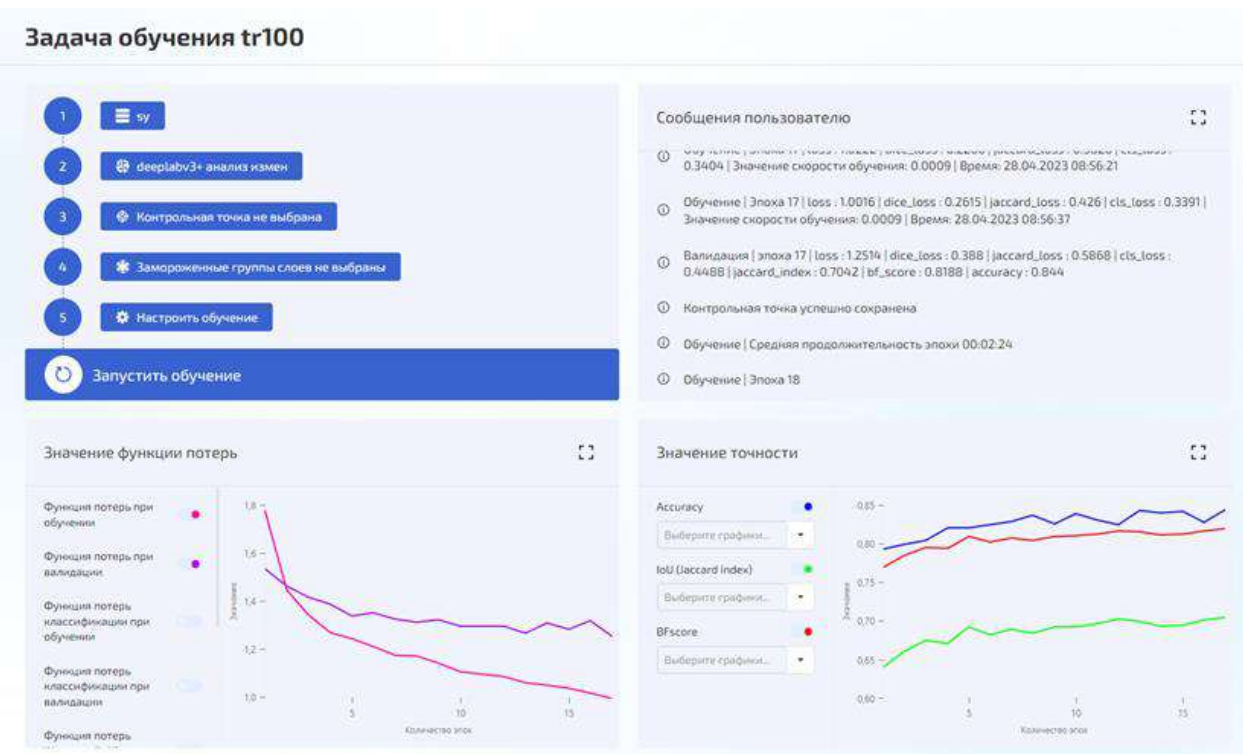 Задача обучения tr100
1
sy
2
deeplabv3+ анализ измен
3
Контрольная точка не выбрана
4
Замороженные группы слоев не выбраны
5
Настроить обучение
Запустить обучение
Сообщения пользователю
0.3404 | Значение скорости обучения: 0.0009 | Время: 28.04.2023 08:56:21
Обучение | Эпоха 17 | loss : 1.0016 | dice_loss : 0.2615 | jaccard_loss : 0.426 | cls_loss : 0.3391 |
Значение скорости обучения: 0.0009 | Время: 28.04.2023 08:56:37
Валидация | эпоха 17 | loss : 1.2514 | dice_loss : 0.388 | jaccard_loss : 0.5868 | cls_loss :
0.4488 | jaccard_index : 0.7042 | bf_score : 0.8188 | accuracy : 0.844
Контрольная точка успешно сохранена
Обучение | Средняя продолжительность эпохи 00:02:24
Обучение | Эпоха 18
Значение функции потерь
Функция потерь при
обучении
Функция потерь при
валидации
Функция потерь
классификации при
обучении
Функция потерь
классификации при
валидации
Функция потерь
1,8
1,6
1,4
1,2
1,0
Значение
5
10
15
Количество эпох
Значение точности
Accuracy
Выберите графики...
IoU (Jaccard index)
Выберите графики...
BFscore
Выберите графики...
0,85
0,80
0,75
0,70
0,65
0,60
Значение
5
10
15
Количество эпох